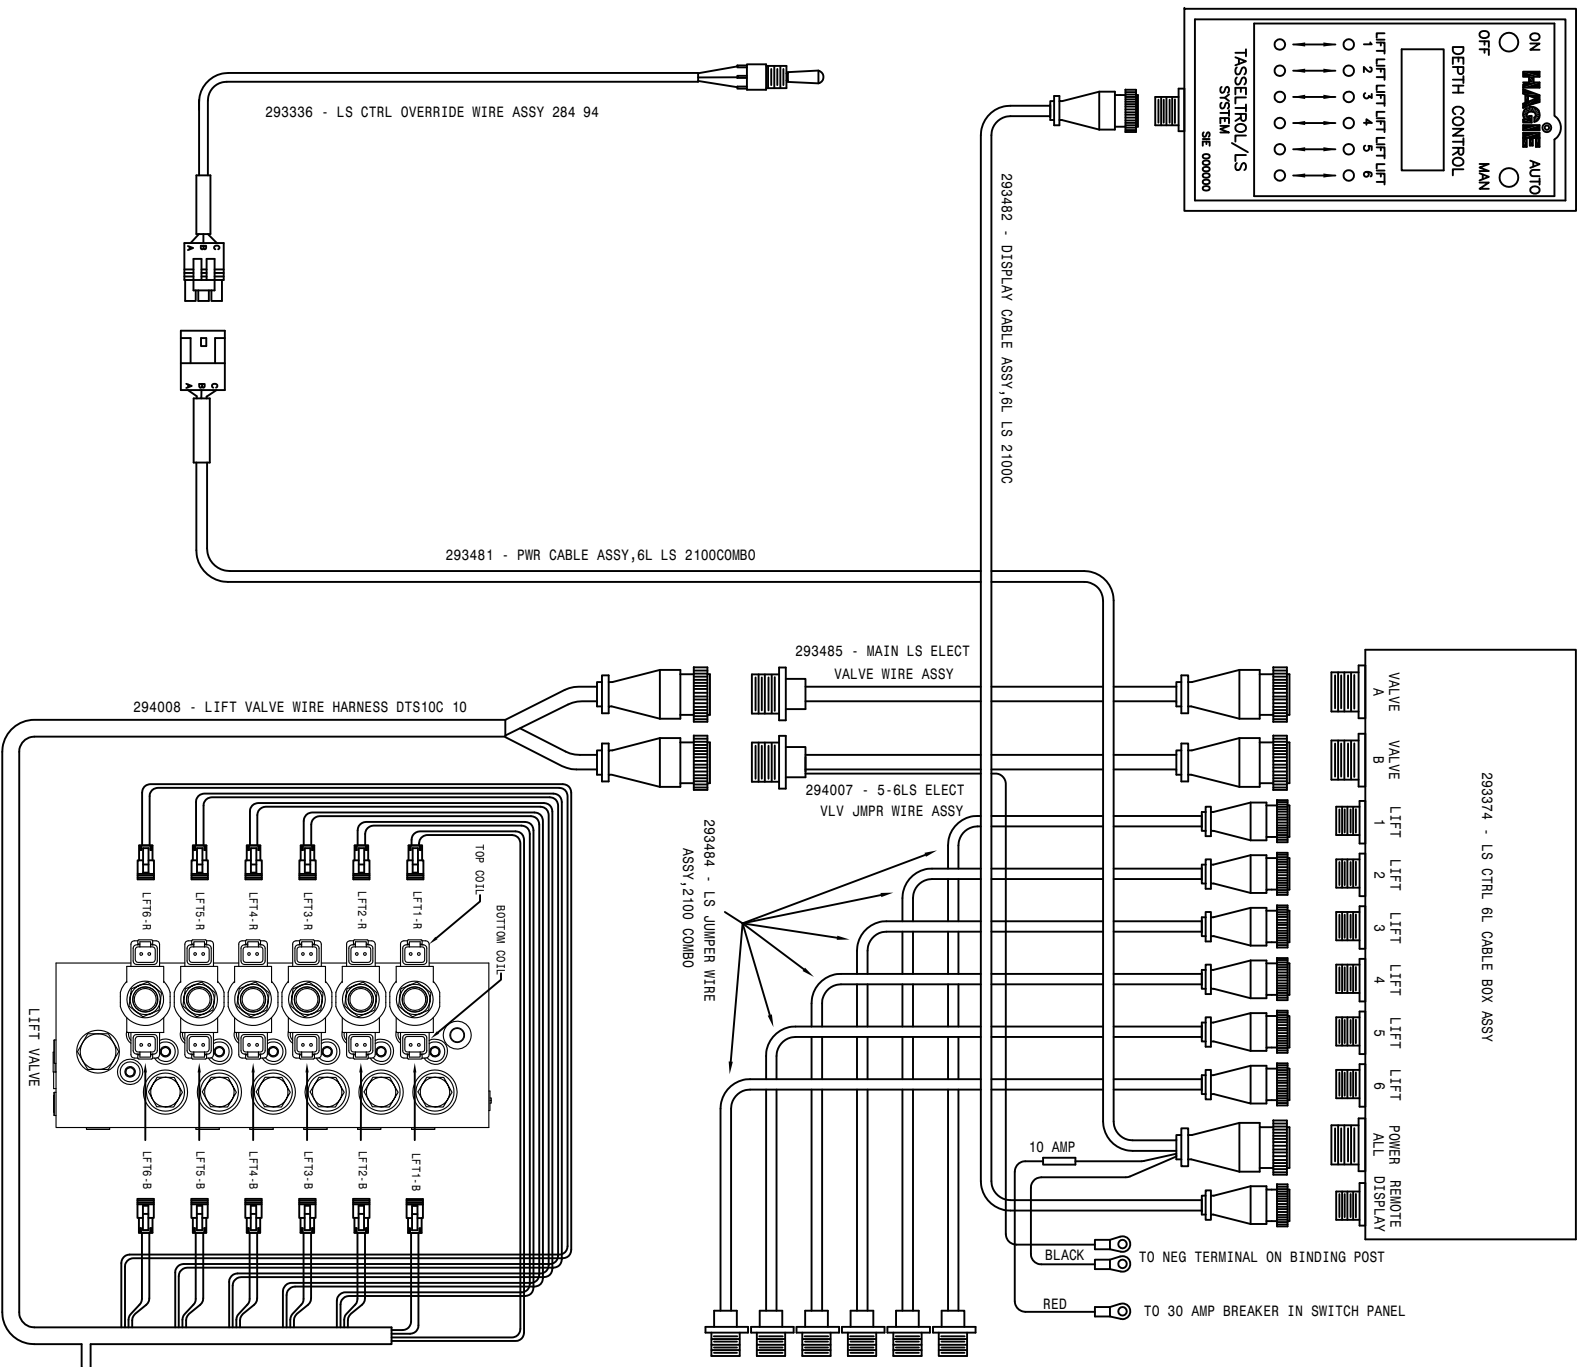 ON
OFF
HAGIE
AUTO
MAN
DEPTH CONTROL
LIFT LIFT LIFT LIFT LIFT LIFT
1 2 3 4 5 6
TASSELTROL/LS
SYSTEM
SIE 000000
293336 - LS CTRL OVERRIDE WIRE ASSY 284 94
A B C
A B C
293482 - DISPLAY CABLE ASSY,6L LS 2100C
293481 - PWR CABLE ASSY,6L LS 2100COMBO
293485 - MAIN LS ELECT
VALVE WIRE ASSY
294008 - LIFT VALVE WIRE HARNESS DTS10C 10
294007 - 5-6LS ELECT
VLV JMPR WIRE ASSY
293484 - LS JUMPER WIRE
ASSY,2100 COMBO
293374 - LS CTRL 6L CABLE BOX ASSY
VALVE
A
VALVE
B
LIFT
1
LIFT
2
LIFT
3
LIFT
4
LIFT
5
LIFT
6
POWER
ALL
REMOTE
DISPLAY
TOP COIL
BOTTOM COIL
LFT6-R
LFT5-R
LFT4-R
LFT3-R
LFT2-R
LFT1-R
LIFT VALVE
LFT6-B
LFT5-B
LFT4-B
LFT3-B
LFT2-B
LFT1-B
10 AMP
BLACK
TO NEG TERMINAL ON BINDING POST
RED
TO 30 AMP BREAKER IN SWITCH PANEL